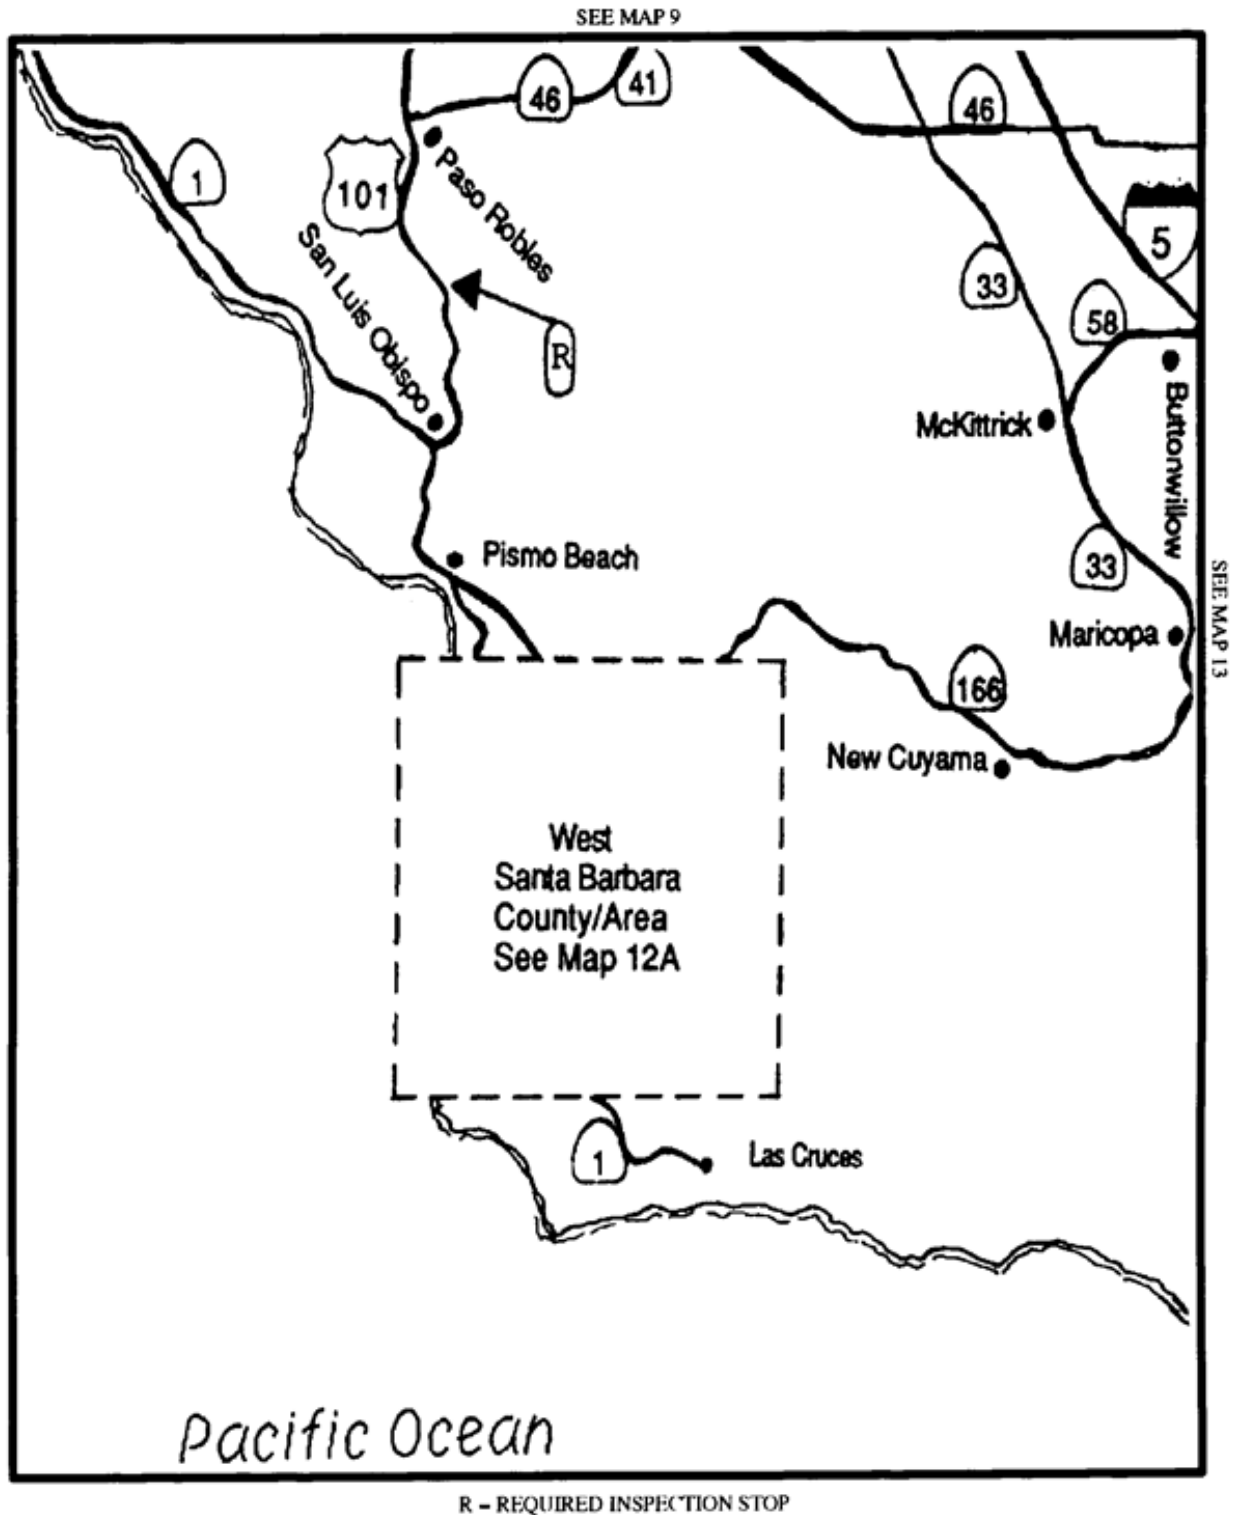 SEE MAP 9
46
41
46
1
101
Paso Robles
5
San Luis Obispo
33
58
R
McKittrick
Buttonwillow
Pismo Beach
33
SEE MAP 13
Maricopa
166
New Cuyama
West
Santa Barbara
County/Area
See Map 12A
1
Las Cruces
Pacific Ocean
R – REQUIRED INSPECTION STOP